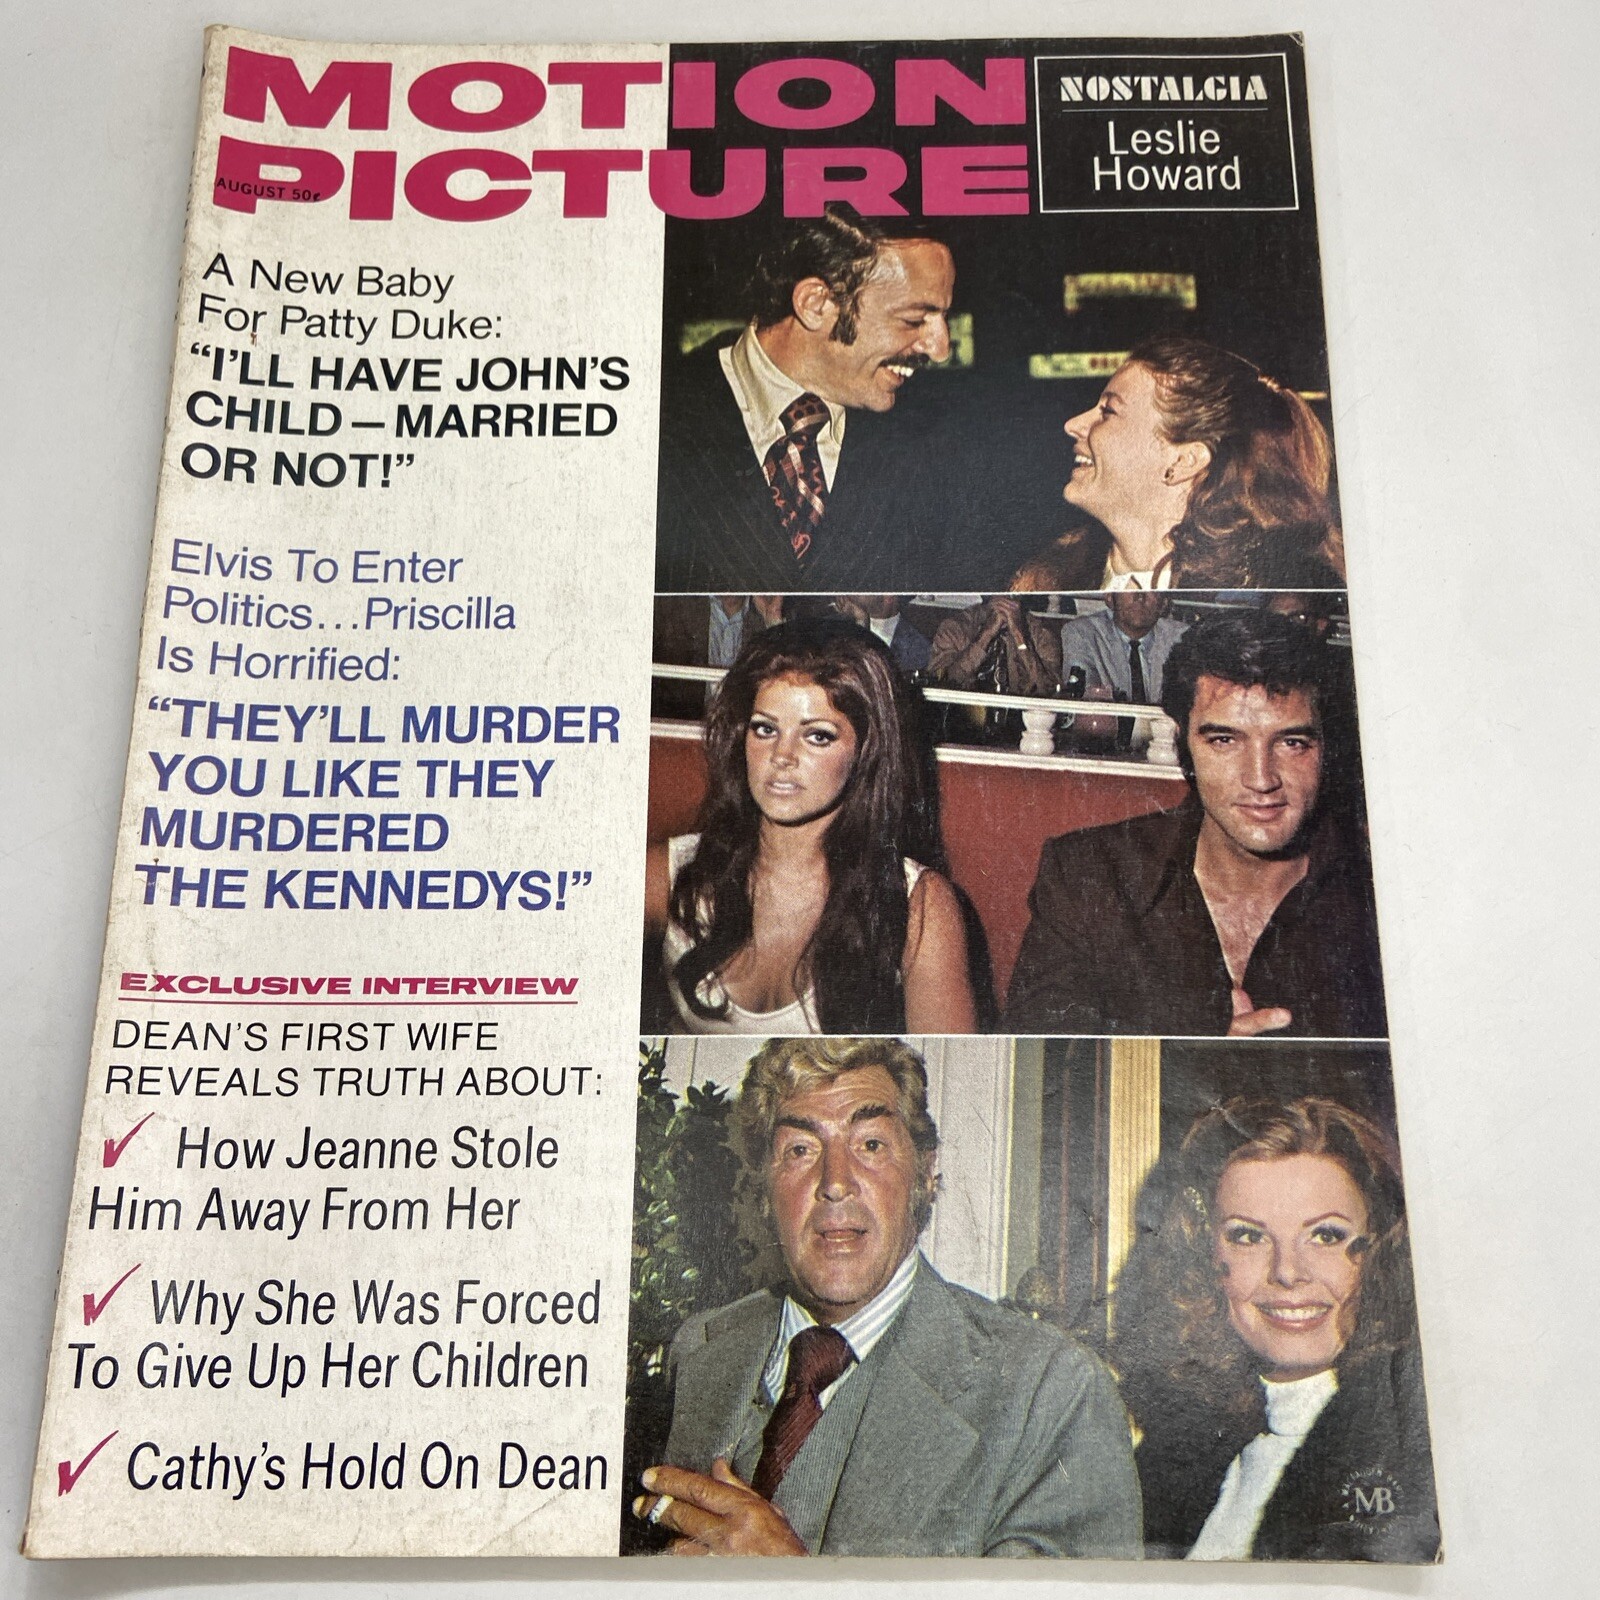 MOTION
PICTURE
AUGUST 50¢
NOSTALGIA
Leslie
Howard
A New Baby
For Patty Duke:
“I’LL HAVE JOHN’S
CHILD – MARRIED
OR NOT!”
Elvis To Enter
Politics...Priscilla
Is Horrified:
“THEY’LL MURDER
YOU LIKE THEY
MURDERED
THE KENNEDYS!”
EXCLUSIVE INTERVIEW
DEAN’S FIRST WIFE
REVEALS TRUTH ABOUT:
✓ How Jeanne Stole
Him Away From Her
✓ Why She Was Forced
To Give Up Her Children
✓ Cathy’s Hold On Dean
MB